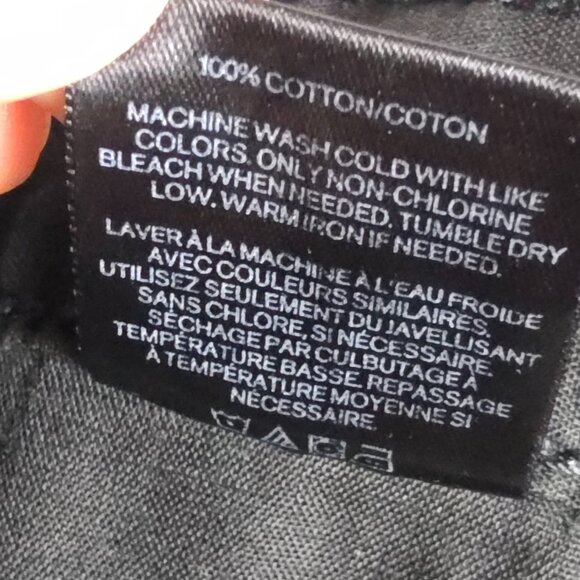 100% COTTON/COTON
MACHINE WASH COLD WITH LIKE
COLORS. ONLY NON-CHLORINE
BLEACH WHEN NEEDED. TUMBLE DRY
LOW. WARM IRON IF NEEDED.
LAVER À LA MACHINE À L'EAU FROIDE
AVEC COULEURS SIMILAIRES.
UTILISEZ SEULEMENT DU JAVELLISANT
SANS CHLORE, SI NÉCESSAIRE.
SÉCHAGE PAR CULBUTAGE À
TEMPÉRATURE BASSE. REPASSAGE
À TEMPÉRATURE MOYENNE SI
NÉCESSAIRE.